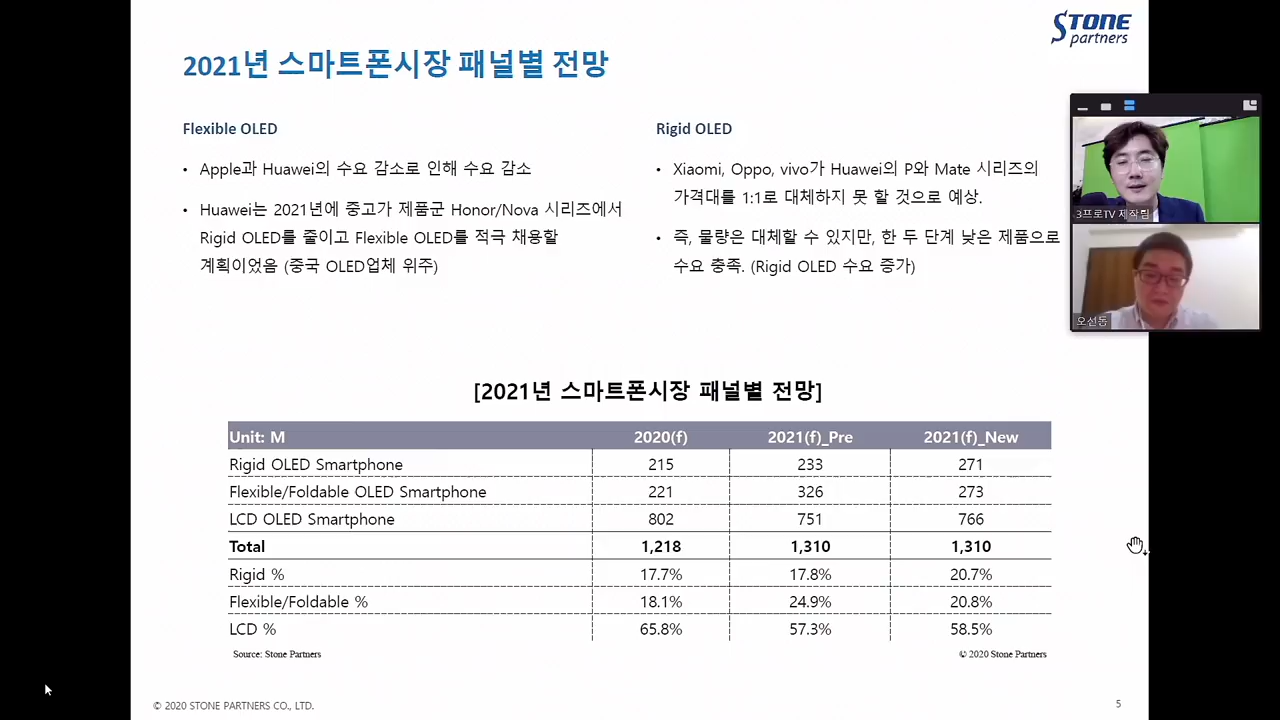 STONE
partners
2021년 스마트폰시장 패널별 전망
Flexible OLED
• Apple과 Huawei의 수요 감소로 인해 수요 감소
• Huawei는 2021년에 중고가 제품군 Honor/Nova 시리즈에서
Rigid OLED를 줄이고 Flexible OLED를 적극 채용할
계획이었음 (중국 OLED업체 위주)
Rigid OLED
• Xiaomi, Oppo, vivo가 Huawei의 P와 Mate 시리즈의
가격대를 1:1로 대체하지 못 할 것으로 예상.
• 즉, 물량은 대체할 수 있지만, 한 두 단계 낮은 제품으로
수요 충족. (Rigid OLED 수요 증가)
3프로TV 제작팀
오선동
[2021년 스마트폰시장 패널별 전망]
Unit: M 2020(f) 2021(f)_Pre 2021(f)_New
Rigid OLED Smartphone 215 233 271
Flexible/Foldable OLED Smartphone 221 326 273
LCD OLED Smartphone 802 751 766
Total 1,218 1,310 1,310
Rigid % 17.7% 17.8% 20.7%
Flexible/Foldable % 18.1% 24.9% 20.8%
LCD % 65.8% 57.3% 58.5%
Source: Stone Partners © 2020 Stone Partners
© 2020 STONE PARTNERS CO., LTD. 5